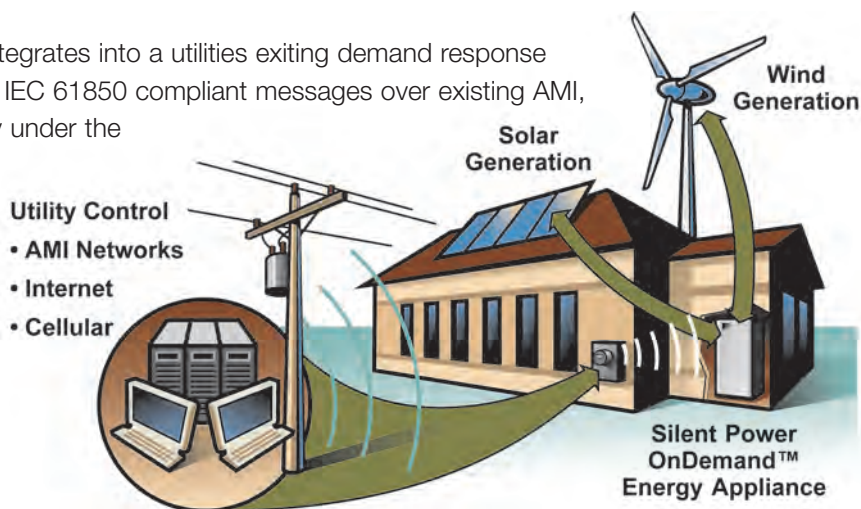 tegrates into a utilities exiting demand response
IEC 61850 compliant messages over existing AMI,
under the
Wind
Generation
Solar
Generation
Utility Control
• AMI Networks
• Internet
• Cellular
Silent Power
OnDemand™
Energy Appliance